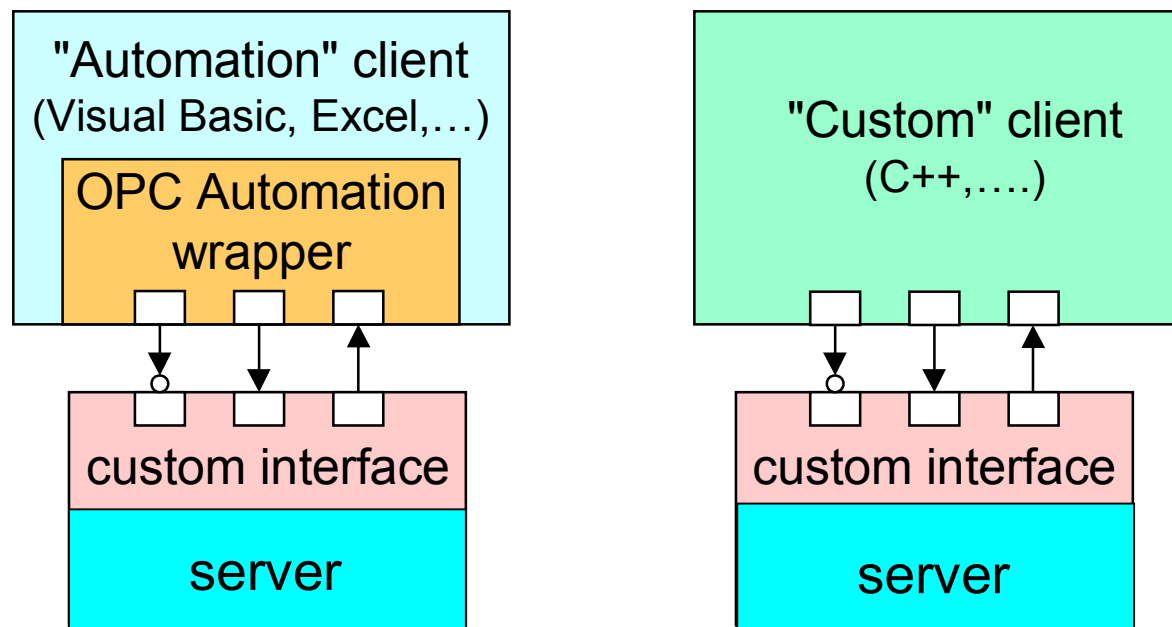 "Automation" client
(Visual Basic, Excel,…)
OPC Automation
wrapper
custom interface
server
"Custom" client
(C++,….)
custom interface
server